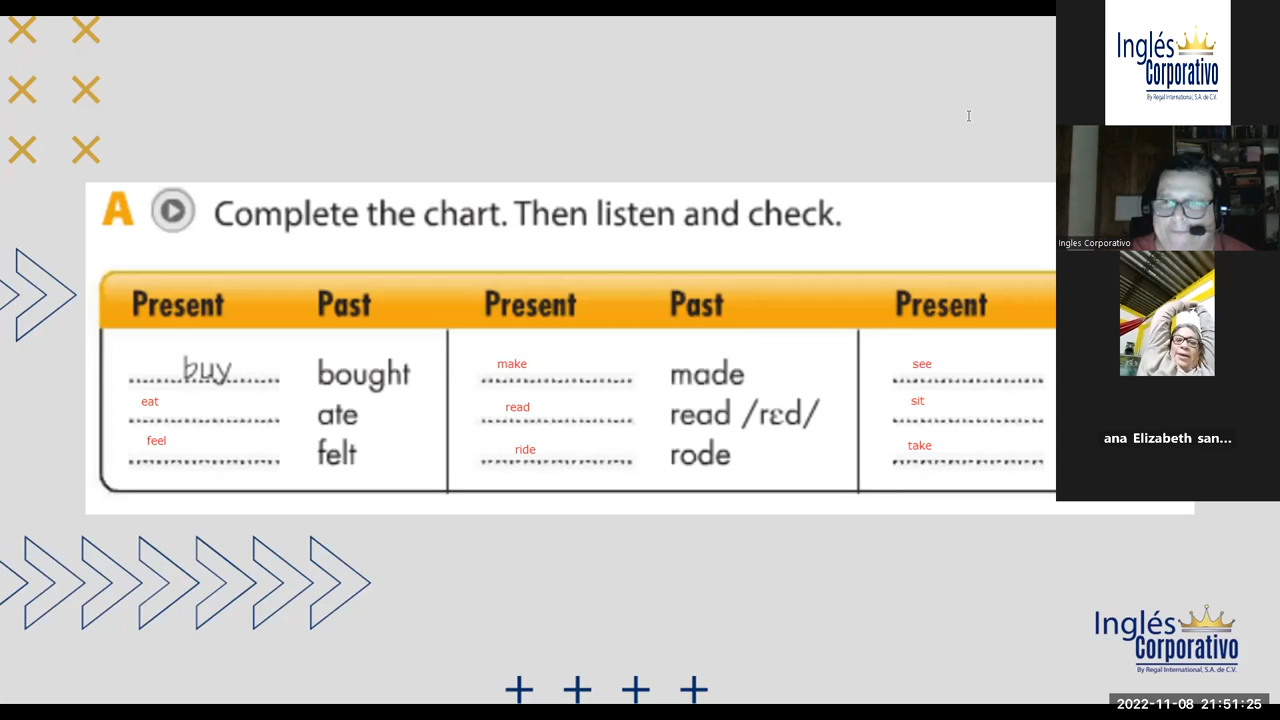 Inglés
Corporativo
By Regal International, S.A. de C.V.
A Complete the chart. Then listen and check.
Ingles Corporativo
Present Past Present Past Present
buy bought make made see
eat ate read read /rɛd/ sit
feel felt ride rode take
ana Elizabeth san...
Inglés
Corporativo
By Regal International, S.A. de C.V.
2022-11-08 21:51:25